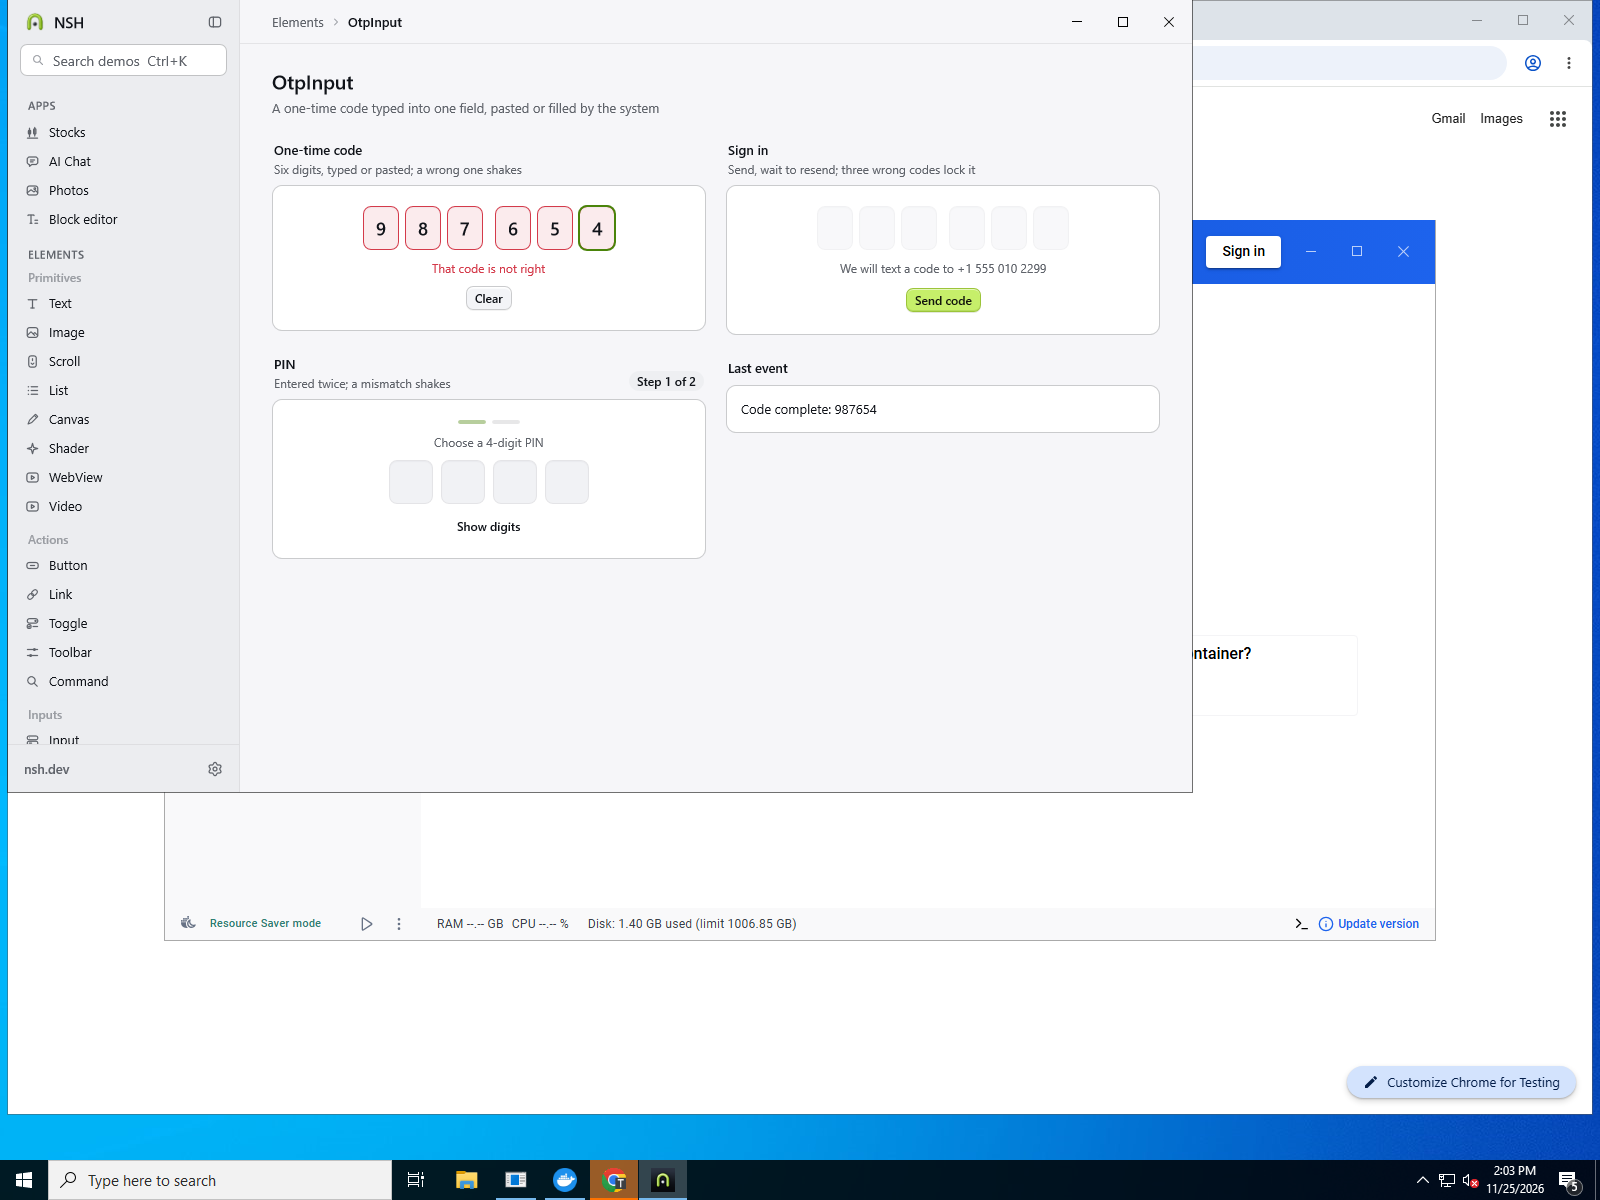 NSH
Search demos Ctrl+K
APPS
Stocks
AI Chat
Photos
Block editor
ELEMENTS
Primitives
Text
Image
Scroll
List
Canvas
Shader
WebView
Video
Actions
Button
Link
Toggle
Toolbar
Command
Inputs
Input
nsh.dev
Elements > OtpInput
OtpInput
A one-time code typed into one field, pasted or filled by the system
One-time code
Six digits, typed or pasted; a wrong one shakes
9 8 7 6 5 4
That code is not right
Clear
Sign in
Send, wait to resend; three wrong codes lock it
We will text a code to +1 555 010 2299
Send code
PIN
Entered twice; a mismatch shakes
Step 1 of 2
Choose a 4-digit PIN
Show digits
Last event
Code complete: 987654
Gmail Images
Sign in
ntainer?
Resource Saver mode
RAM --.-- GB CPU --.-- % Disk: 1.40 GB used (limit 1006.85 GB)
Update version
Customize Chrome for Testing
Type here to search
2:03 PM
11/25/2026
5